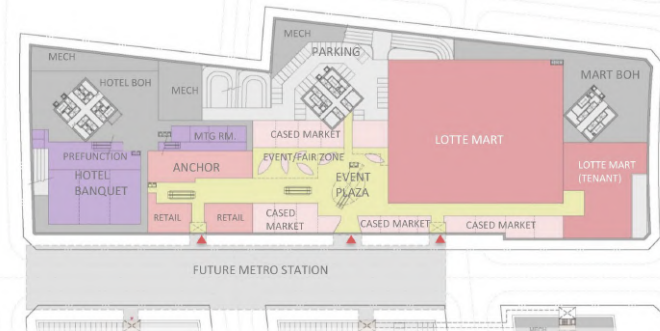 MECH
PARKING
MECH
HOTEL BOH
MECH
MART BOH
MTG RM.
CASED MARKET
LOTTE MART
PREFUNCTION
ANCHOR
EVENT/FAIR ZONE
LOTTE MART
(TENANT)
HOTEL
BANQUET
EVENT
PLAZA
RETAIL
RETAIL
CASED
MARKET
CASED MARKET
CASED MARKET
FUTURE METRO STATION